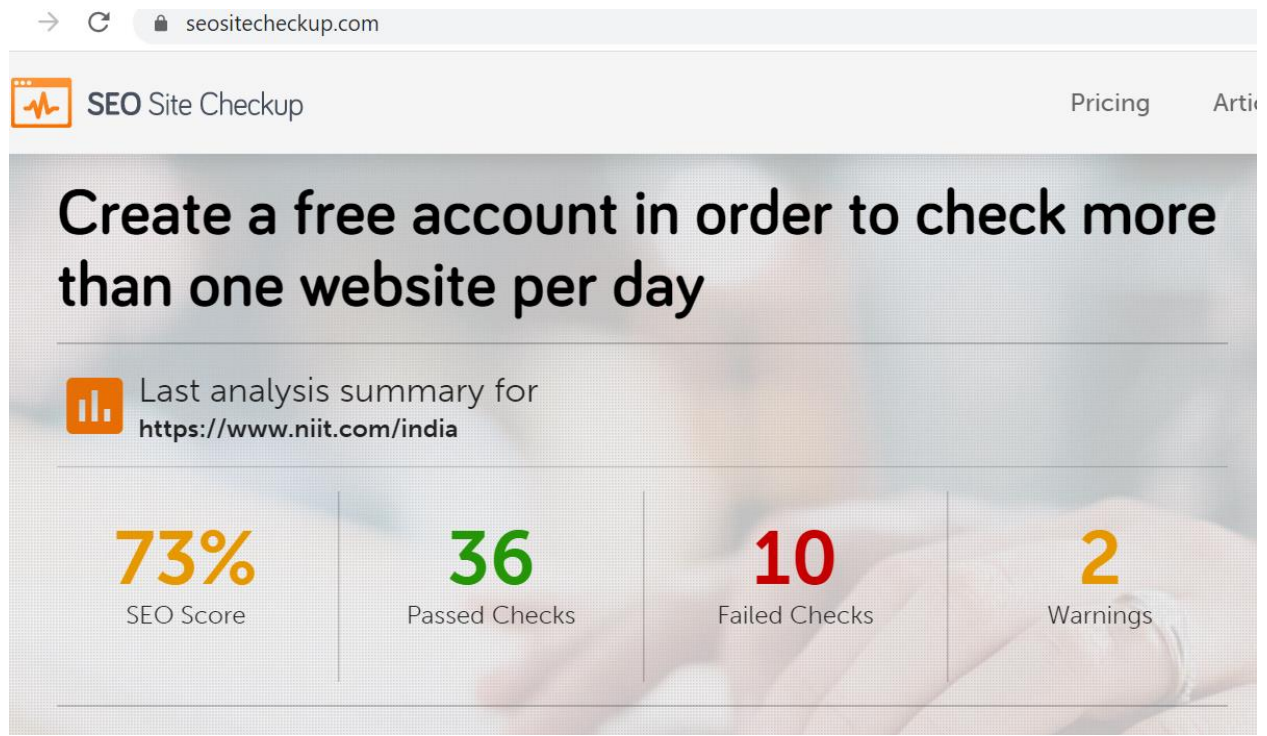 seositecheckup.com
SEO Site Checkup
Pricing
Create a free account in order to check more
than one website per day
Last analysis summary for
https://www.niit.com/india
73%
36
10
2
SEO Score
Passed Checks
Failed Checks
Warnings